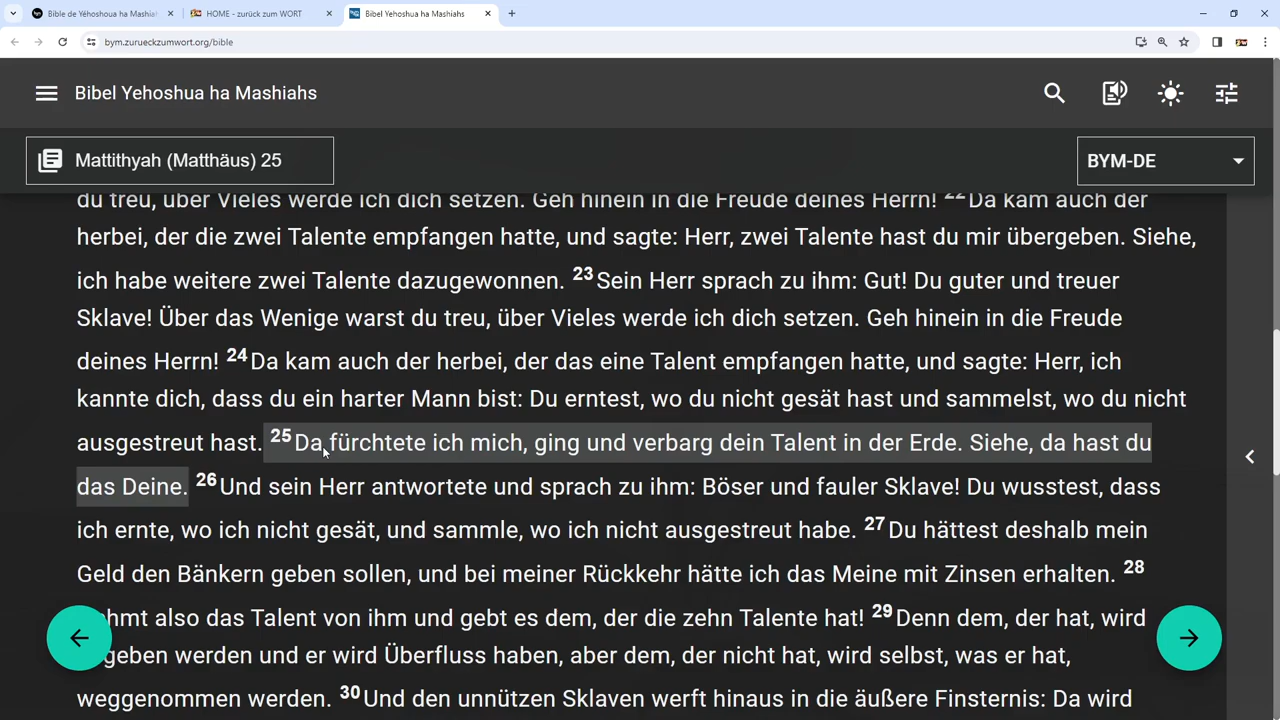 Bible de Yéhoshoua ha Mashia
HOME - zurück zum WORT
Bibel Yehoshua ha Mashiahs
bym.zurueckzumwort.org/bible
Bibel Yehoshua ha Mashiahs
Mattithyah (Matthäus) 25
BYM-DE
du treu, über Vieles werde ich dich setzen. Geh hinein in die Freude deines Herrn! 22 Da kam auch der
herbei, der die zwei Talente empfangen hatte, und sagte: Herr, zwei Talente hast du mir übergeben. Siehe,
ich habe weitere zwei Talente dazugewonnen. 23 Sein Herr sprach zu ihm: Gut! Du guter und treuer
Sklave! Über das Wenige warst du treu, über Vieles werde ich dich setzen. Geh hinein in die Freude
deines Herrn! 24 Da kam auch der herbei, der das eine Talent empfangen hatte, und sagte: Herr, ich
kannte dich, dass du ein harter Mann bist: Du erntest, wo du nicht gesät hast und sammelst, wo du nicht
ausgestreut hast. 25 Da fürchtete ich mich, ging und verbarg dein Talent in der Erde. Siehe, da hast du
das Deine. 26 Und sein Herr antwortete und sprach zu ihm: Böser und fauler Sklave! Du wusstest, dass
ich ernte, wo ich nicht gesät, und sammle, wo ich nicht ausgestreut habe. 27 Du hättest deshalb mein
Geld den Bänkern geben sollen, und bei meiner Rückkehr hätte ich das Meine mit Zinsen erhalten. 28
hmt also das Talent von ihm und gebt es dem, der die zehn Talente hat! 29 Denn dem, der hat, wird
geben werden und er wird Überfluss haben, aber dem, der nicht hat, wird selbst, was er hat,
weggenommen werden. 30 Und den unnützen Sklaven werft hinaus in die äußere Finsternis: Da wird